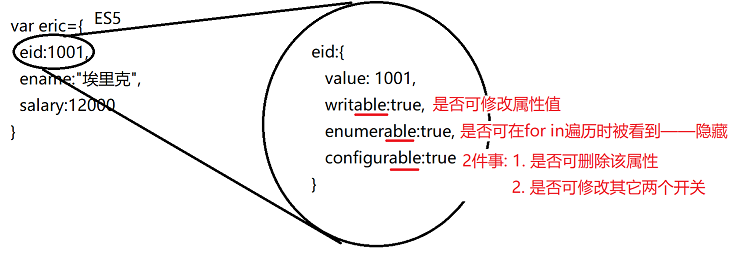 ES5
var eric={
eid:1001,
ename:"埃里克",
salary:12000
}
eid:{
value: 1001,
writable:true, 是否可修改属性值
enumerable:true, 是否可在for in遍历时被看到——隐藏
configurable:true 2件事: 1. 是否可删除该属性
2. 是否可修改其它两个开关
}